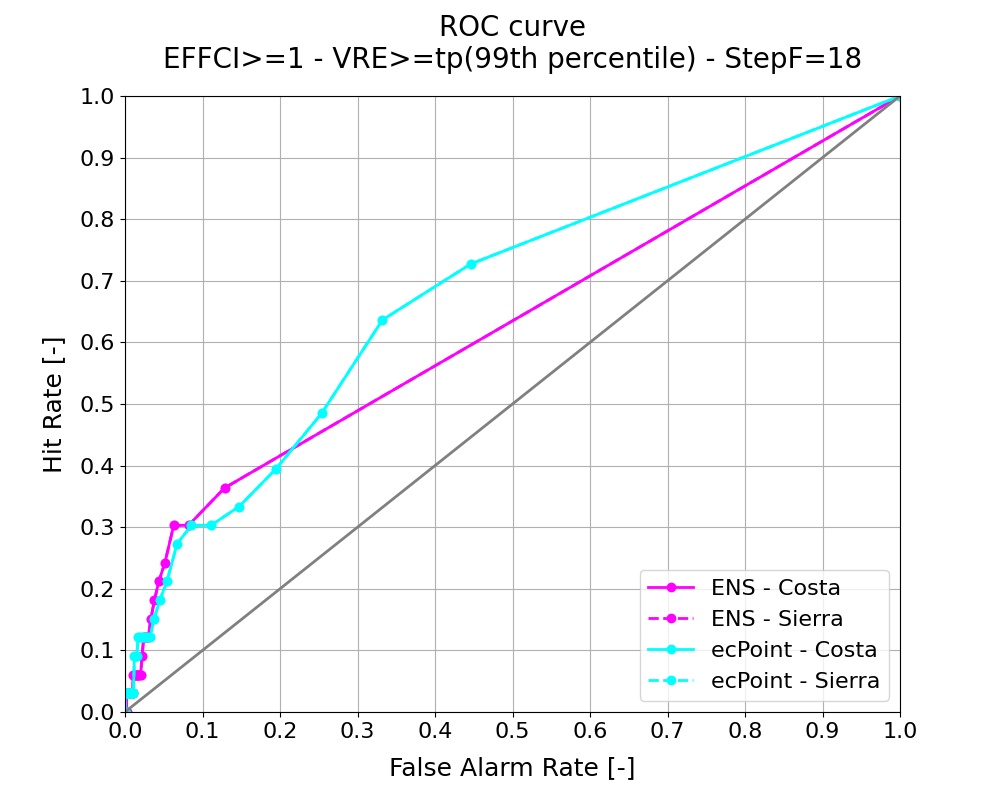 ROC curve
EFFCI>=1 - VRE>=tp(99th percentile) - StepF=18
1.0
0.9
0.8
0.7
0.6
0.5
0.4
0.3
0.2
0.1
0.0
Hit Rate [-]
ENS - Costa
ENS - Sierra
ecPoint - Costa
ecPoint - Sierra
0.0 0.1 0.2 0.3 0.4 0.5 0.6 0.7 0.8 0.9 1.0
False Alarm Rate [-]